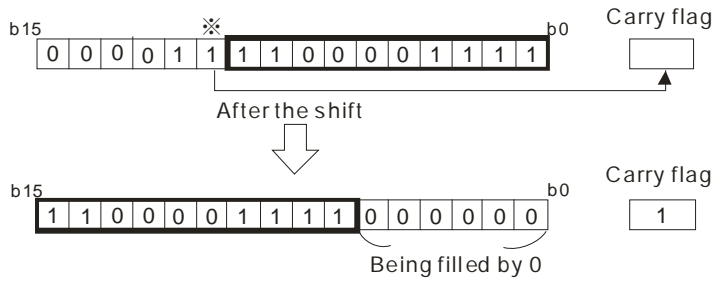 Carry flag
b15 ※ b0
0 0 0 0 1 1 1 1 0 0 0 0 1 1 1 1
After the shift
Carry flag
b15 b0
1 1 0 0 0 0 1 1 1 1 0 0 0 0 0 0 1
Being filled by 0